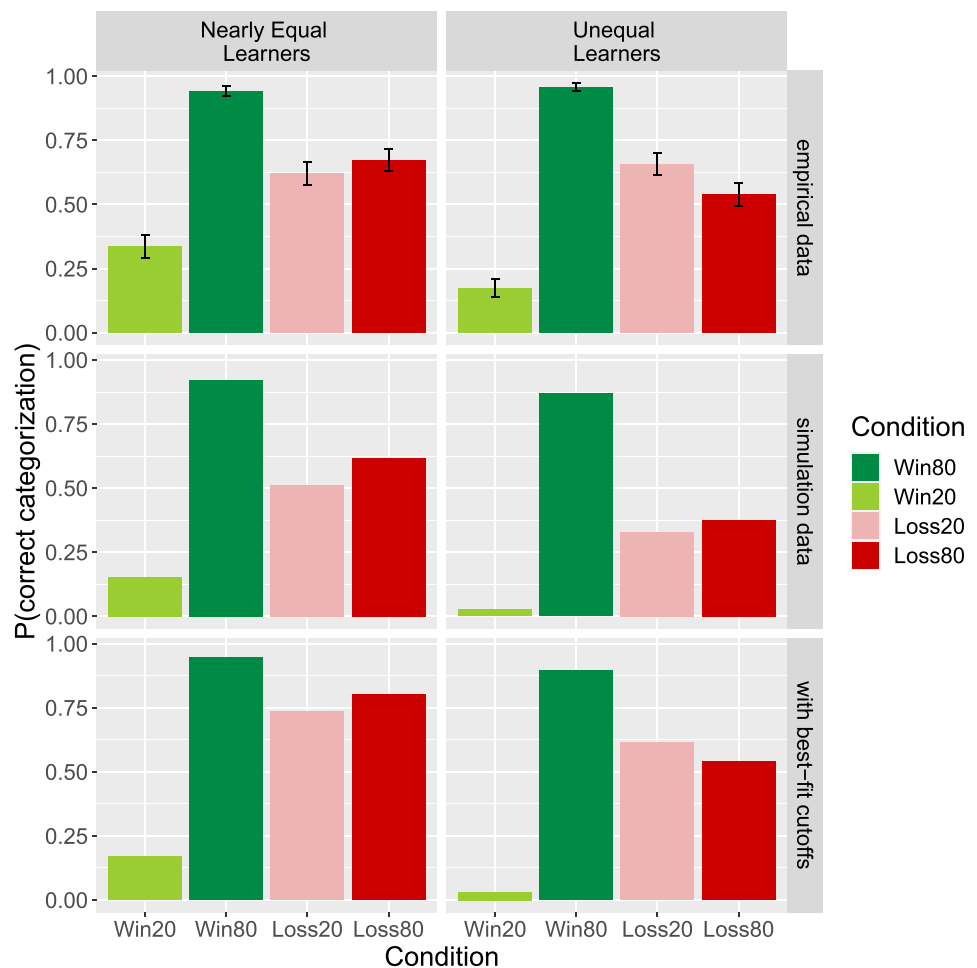 Nearly Equal
Learners
Unequal
Learners
1.00
0.75
0.50
0.25
0.00
empirical data
1.00
0.75
0.50
0.25
0.00
simulation data
1.00
0.75
0.50
0.25
0.00
with best−fit cutoffs
P(correct categorization)
Win20 Win80 Loss20 Loss80
Win20 Win80 Loss20 Loss80
Condition
Condition
Win80
Win20
Loss20
Loss80